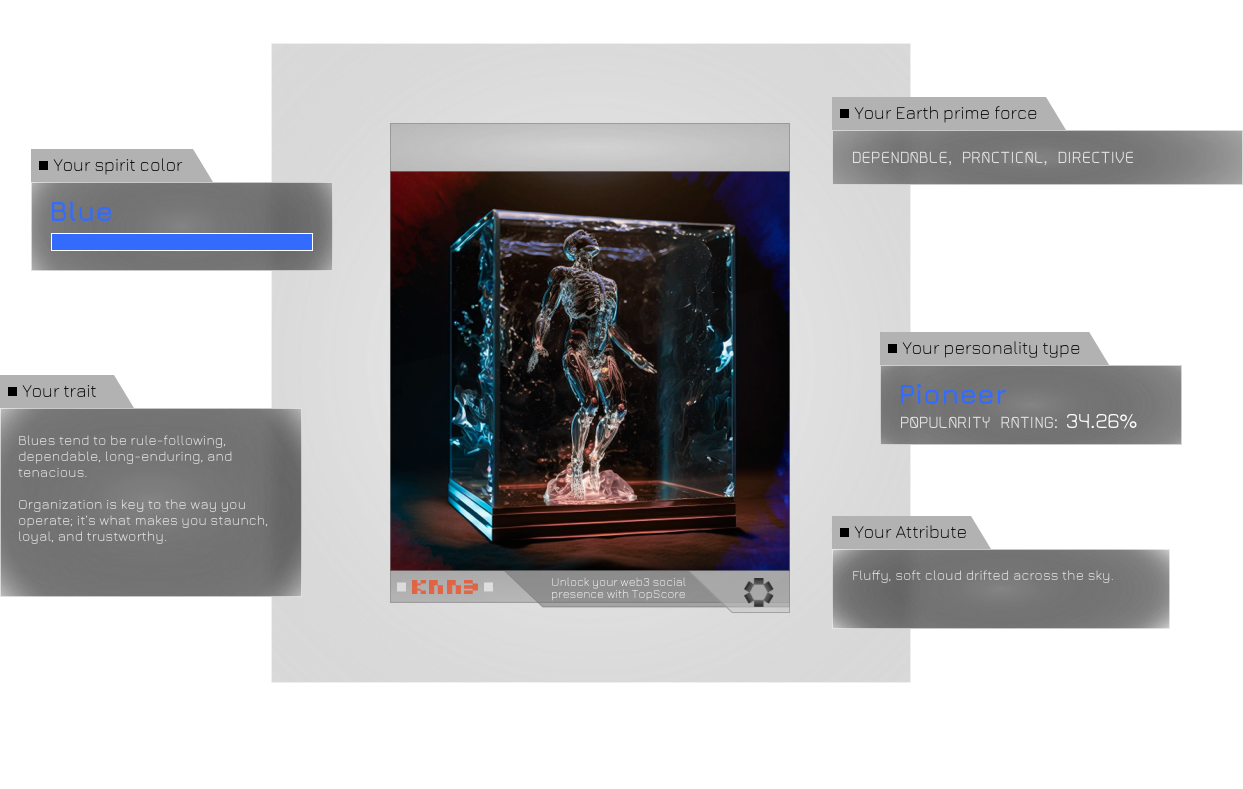 Your Earth prime force
DEPENDABLE, PRACTICAL, DIRECTIVE
Your spirit color
Blue
Your personality type
Pioneer
POPULARITY RATING: 34.26%
Your trait
Blues tend to be rule-following,
dependable, long-enduring, and
tenacious.
Organization is key to the way you
operate; it's what makes you staunch,
loyal, and trustworthy.
Your Attribute
Fluffy, soft cloud drifted across the sky.
KNN3
Unlock your web3 social
presence with TopScore